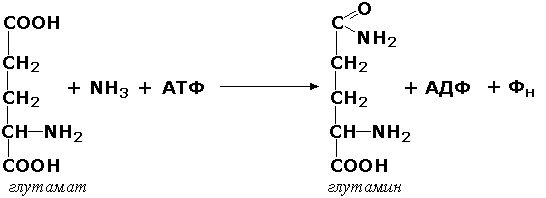 COOH
CH2
CH2
CH—NH2
COOH
глутамат
+ NH3 + АТФ
C
O
NH2
CH2
CH2
CH—NH2
COOH
глутамин
+ АДФ + Фн